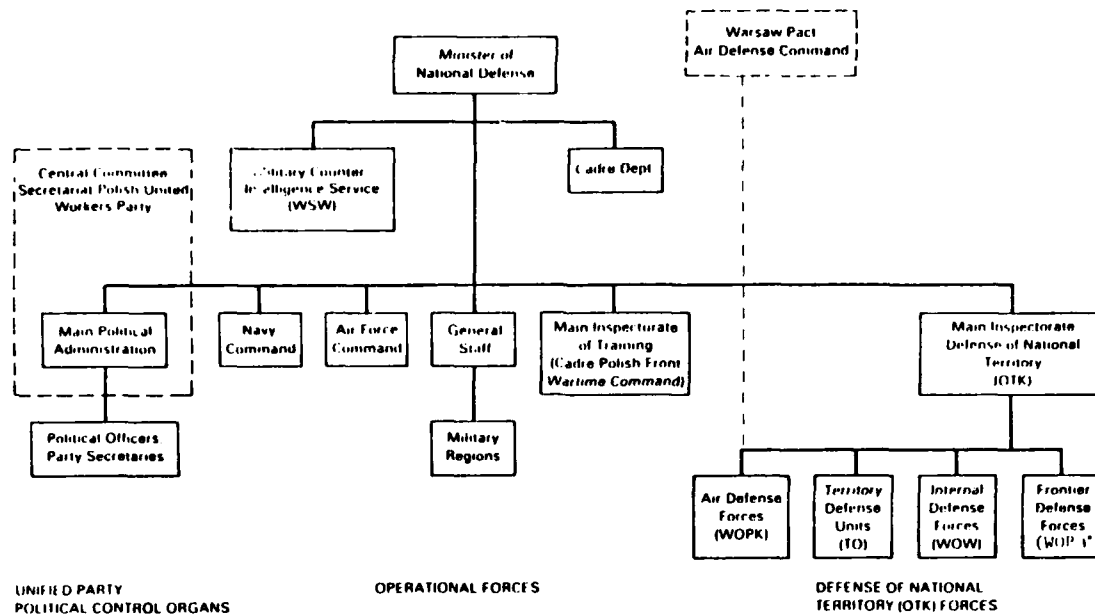 Minister of
National Defense
Warsaw Pact
Air Defense Command
Central Committee
Secretariat Polish United
Workers Party
Military Counter
Intelligence Service
(WSW)
Cadre Dept
Main Political
Administration
Navy
Command
Air Force
Command
General
Staff
Main Inspectorate
of Training
(Cadre Polish Front
Wartime Command)
Main Inspectorate
Defense of National
Territory
(OTK)
Political Officers
Party Secretaries
Military
Regions
Air Defense
Forces
(WOPK)
Territory
Defense
Units
(TO)
Internal
Defense
Forces
(WOW)
Frontier
Defense
Forces
(WOP)*
UNIFIED PARTY
POLITICAL CONTROL ORGANS
OPERATIONAL FORCES
DEFENSE OF NATIONAL
TERRITORY (OTK) FORCES